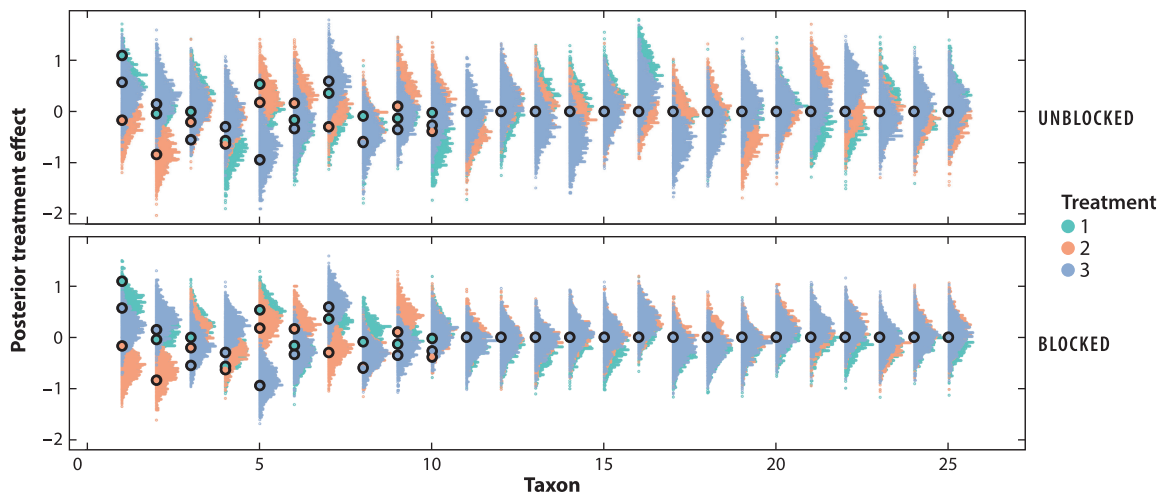 1
0
−1
−2
UNBLOCKED
Posterior treatment effect
Treatment
1
2
3
1
0
−1
−2
BLOCKED
0 5 10 15 20 25
Taxon